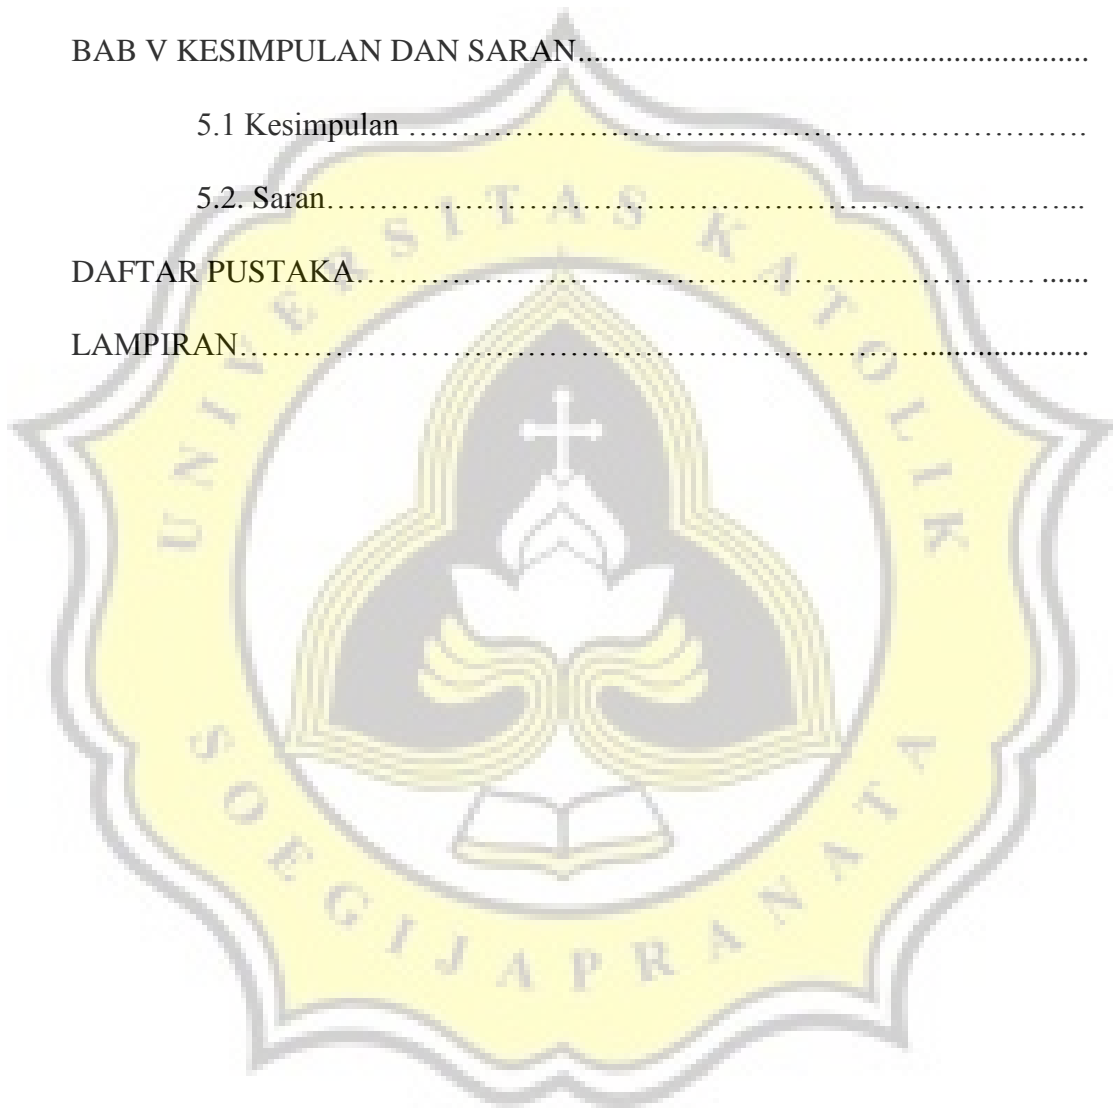 BAB V KESIMPULAN DAN SARAN..............................................................
5.1 Kesimpulan ……………………………………………………….
5.2. Saran……………………………………………………………...
DAFTAR PUSTAKA……………………………………………………… ......
LAMPIRAN………………………………………………………....................
UNIVERSITAS KATOLIK
SOEGIJAPRANATA